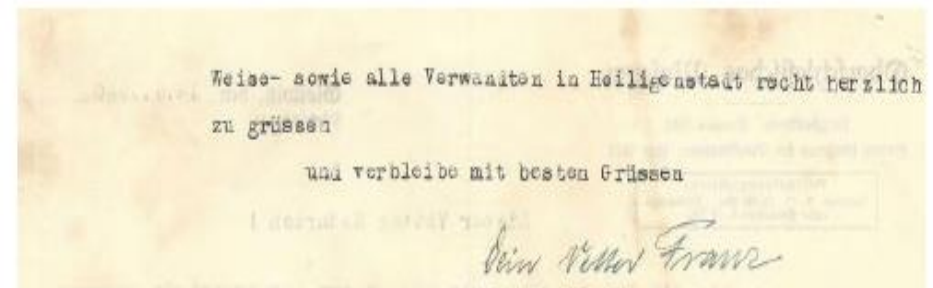 Weise- sowie alle Verwandten in Heiligenstadt recht herzlich
zu grüssen
und verbleibe mit besten Grüssen
Dein Vetter Franz